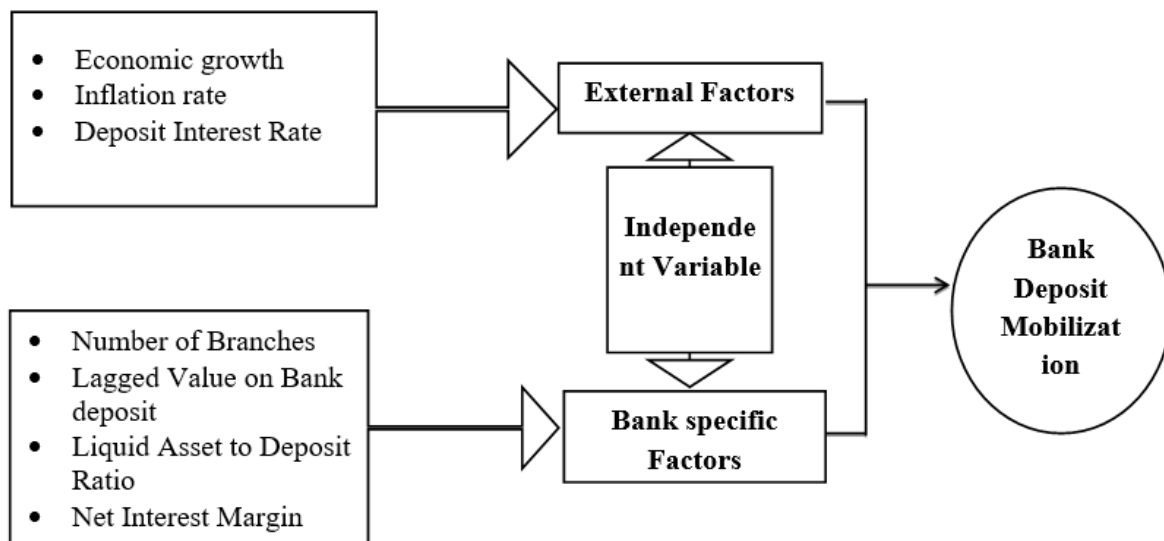 • Economic growth
• Inflation rate
• Deposit Interest Rate
External Factors
Independe
nt Variable
Bank
Deposit
Mobilizat
ion
• Number of Branches
• Lagged Value on Bank
deposit
• Liquid Asset to Deposit
Ratio
• Net Interest Margin
Bank specific
Factors